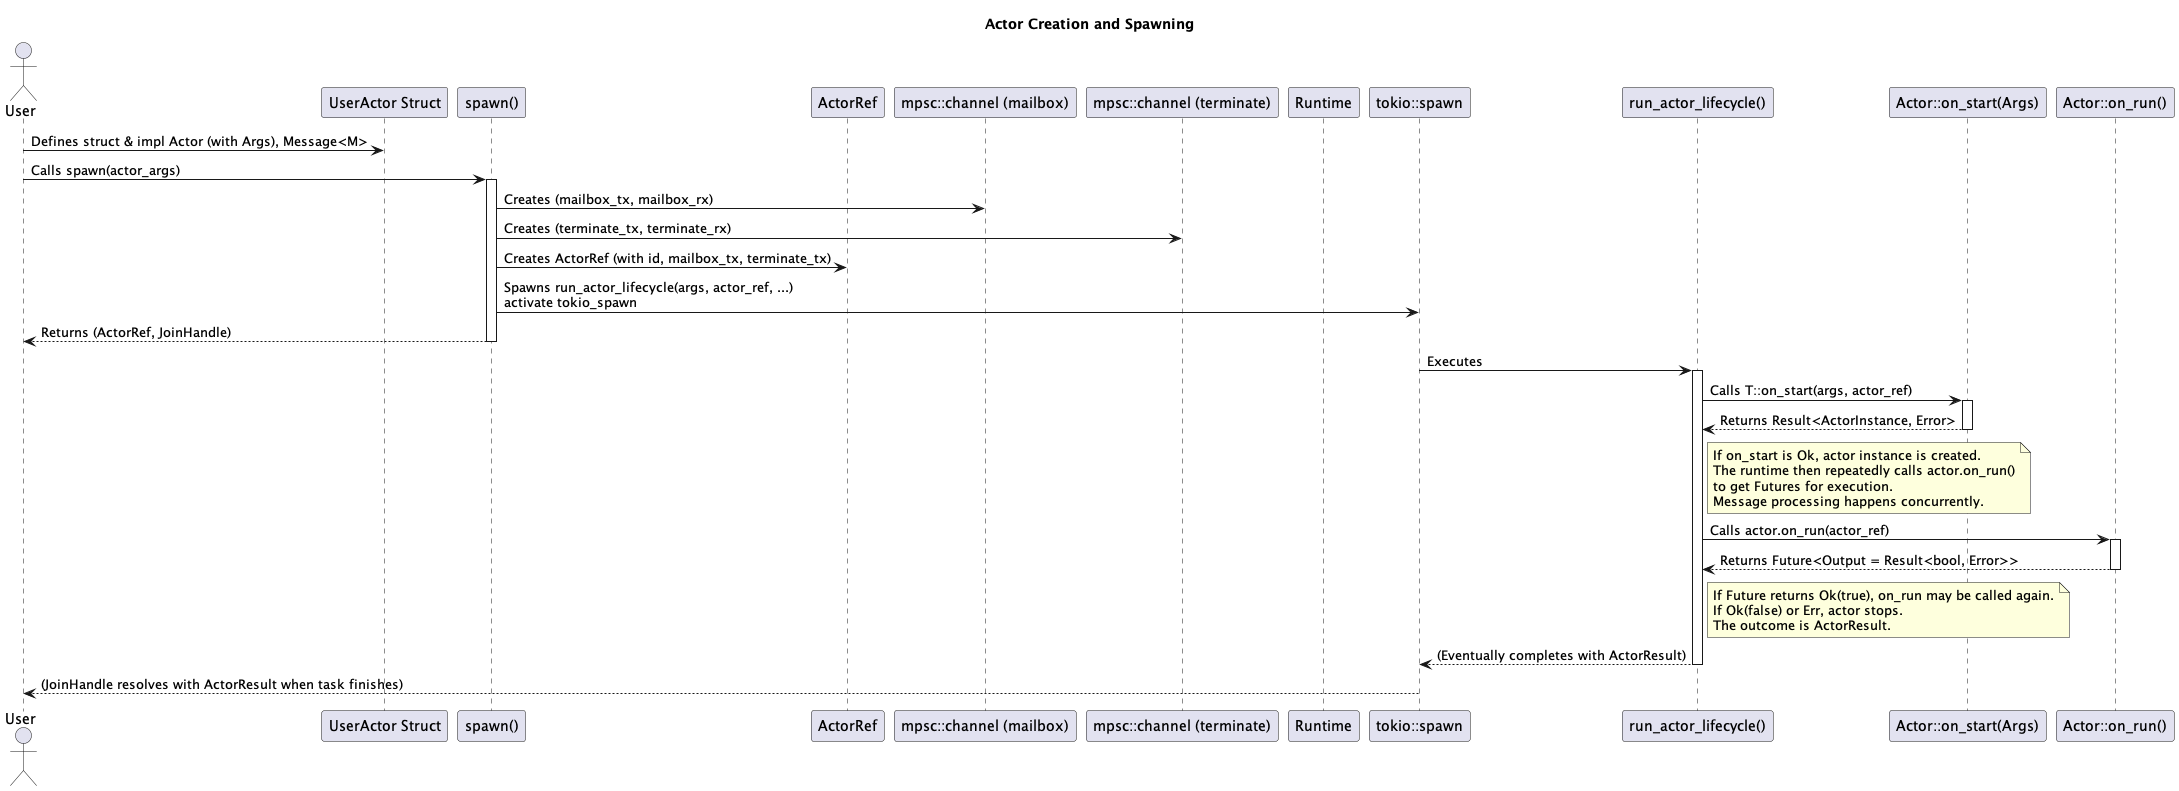 Actor Creation and Spawning
User
UserActor Struct
spawn()
ActorRef
mpsc::channel (mailbox)
mpsc::channel (terminate)
Runtime
tokio::spawn
run_actor_lifecycle()
Actor::on_start(Args)
Actor::on_run()
Defines struct & impl Actor (with Args), Message<M>
Calls spawn(actor_args)
Creates (mailbox_tx, mailbox_rx)
Creates (terminate_tx, terminate_rx)
Creates ActorRef (with id, mailbox_tx, terminate_tx)
Spawns run_actor_lifecycle(args, actor_ref, ...)
activate tokio_spawn
Returns (ActorRef, JoinHandle)
Executes
Calls T::on_start(args, actor_ref)
Returns Result<ActorInstance, Error>
If on_start is Ok, actor instance is created.
The runtime then repeatedly calls actor.on_run()
to get Futures for execution.
Message processing happens concurrently.
Calls actor.on_run(actor_ref)
Returns Future<Output = Result<bool, Error>>
If Future returns Ok(true), on_run may be called again.
If Ok(false) or Err, actor stops.
The outcome is ActorResult.
(Eventually completes with ActorResult)
(JoinHandle resolves with ActorResult when task finishes)
User
UserActor Struct
spawn()
ActorRef
mpsc::channel (mailbox)
mpsc::channel (terminate)
Runtime
tokio::spawn
run_actor_lifecycle()
Actor::on_start(Args)
Actor::on_run()